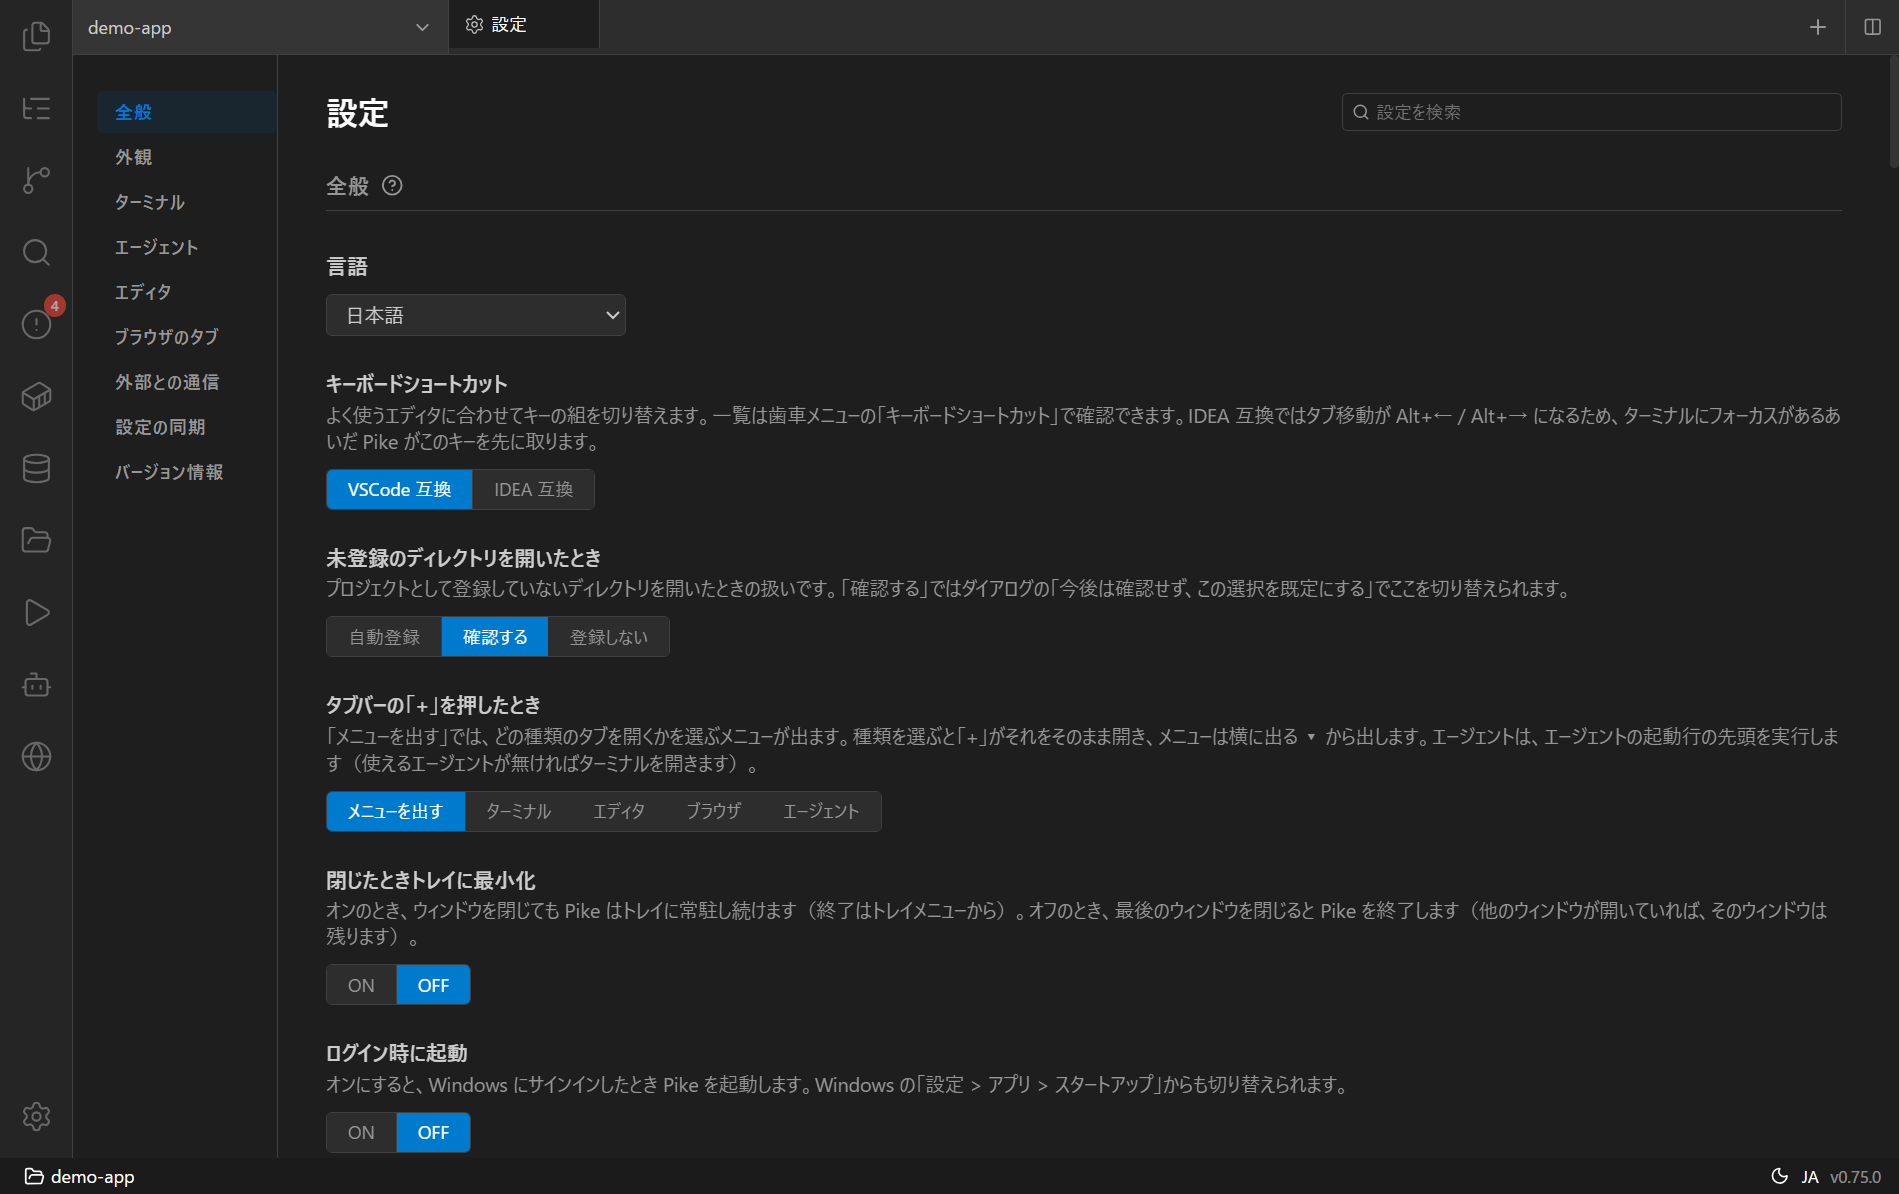 demo-app
設定
全般
外観
ターミナル
エージェント
エディタ
ブラウザのタブ
外部との通信
設定の同期
バージョン情報
設定
設定を検索
全般
言語
日本語
キーボードショートカット
よく使うエディタに合わせてキーの組を切り替えます。一覧は歯車メニューの「キーボードショートカット」で確認できます。IDEA 互換ではタブ移動が Alt+← / Alt+→ になるため、ターミナルにフォーカスがあるあ
いだ Pike がこのキーを先に取ります。
VSCode 互換 IDEA 互換
未登録のディレクトリを開いたとき
プロジェクトとして登録していないディレクトリを開いたときの扱いです。「確認する」ではダイアログの「今後は確認せず、この選択を既定にする」でここを切り替えられます。
自動登録 確認する 登録しない
タブバーの「+」を押したとき
「メニューを出す」では、どの種類のタブを開くかを選ぶメニューが出ます。種類を選ぶと「+」がそれをそのまま開き、メニューは横に出る ▾ から出します。エージェントは、エージェントの起動行の先頭を実行しま
す（使えるエージェントが無ければターミナルを開きます）。
メニューを出す ターミナル エディタ ブラウザ エージェント
閉じたときトレイに最小化
オンのとき、ウィンドウを閉じても Pike はトレイに常駐し続けます（終了はトレイメニューから）。オフのとき、最後のウィンドウを閉じると Pike を終了します（他のウィンドウが開いていれば、そのウィンドウは
残ります）。
ON OFF
ログイン時に起動
オンにすると、Windows にサインインしたとき Pike を起動します。Windows の「設定 > アプリ > スタートアップ」からも切り替えられます。
ON OFF
4
demo-app
JA v0.75.0